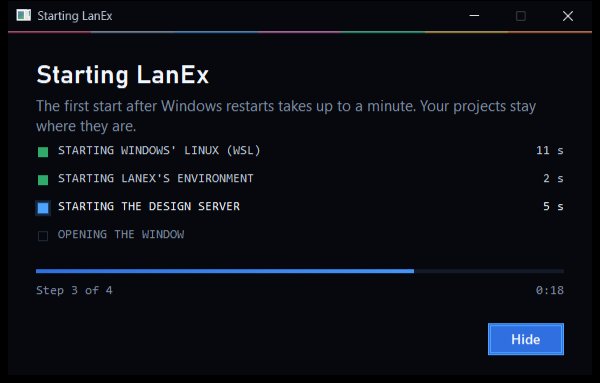 Starting LanEx
Starting LanEx
The first start after Windows restarts takes up to a minute. Your projects stay
where they are.
STARTING WINDOWS' LINUX (WSL) 11 s
STARTING LANEX'S ENVIRONMENT 2 s
STARTING THE DESIGN SERVER 5 s
OPENING THE WINDOW
Step 3 of 4 0:18
Hide